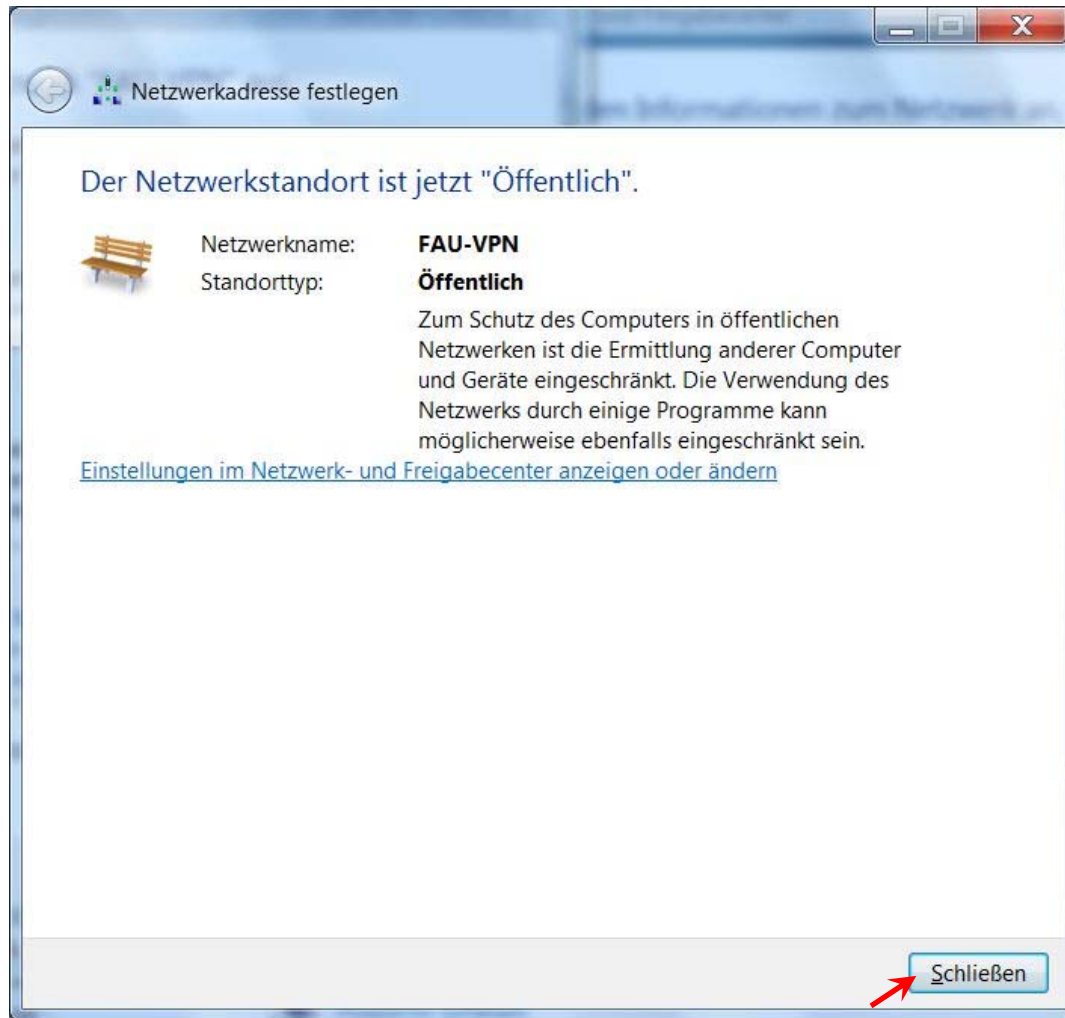 Netzwerkadresse festlegen
Der Netzwerkstandort ist jetzt "Öffentlich".
Netzwerkname: FAU-VPN
Standorttyp: Öffentlich
Zum Schutz des Computers in öffentlichen
Netzwerken ist die Ermittlung anderer Computer
und Geräte eingeschränkt. Die Verwendung des
Netzwerks durch einige Programme kann
möglicherweise ebenfalls eingeschränkt sein.
Einstellungen im Netzwerk- und Freigabecenter anzeigen oder ändern
Schließen